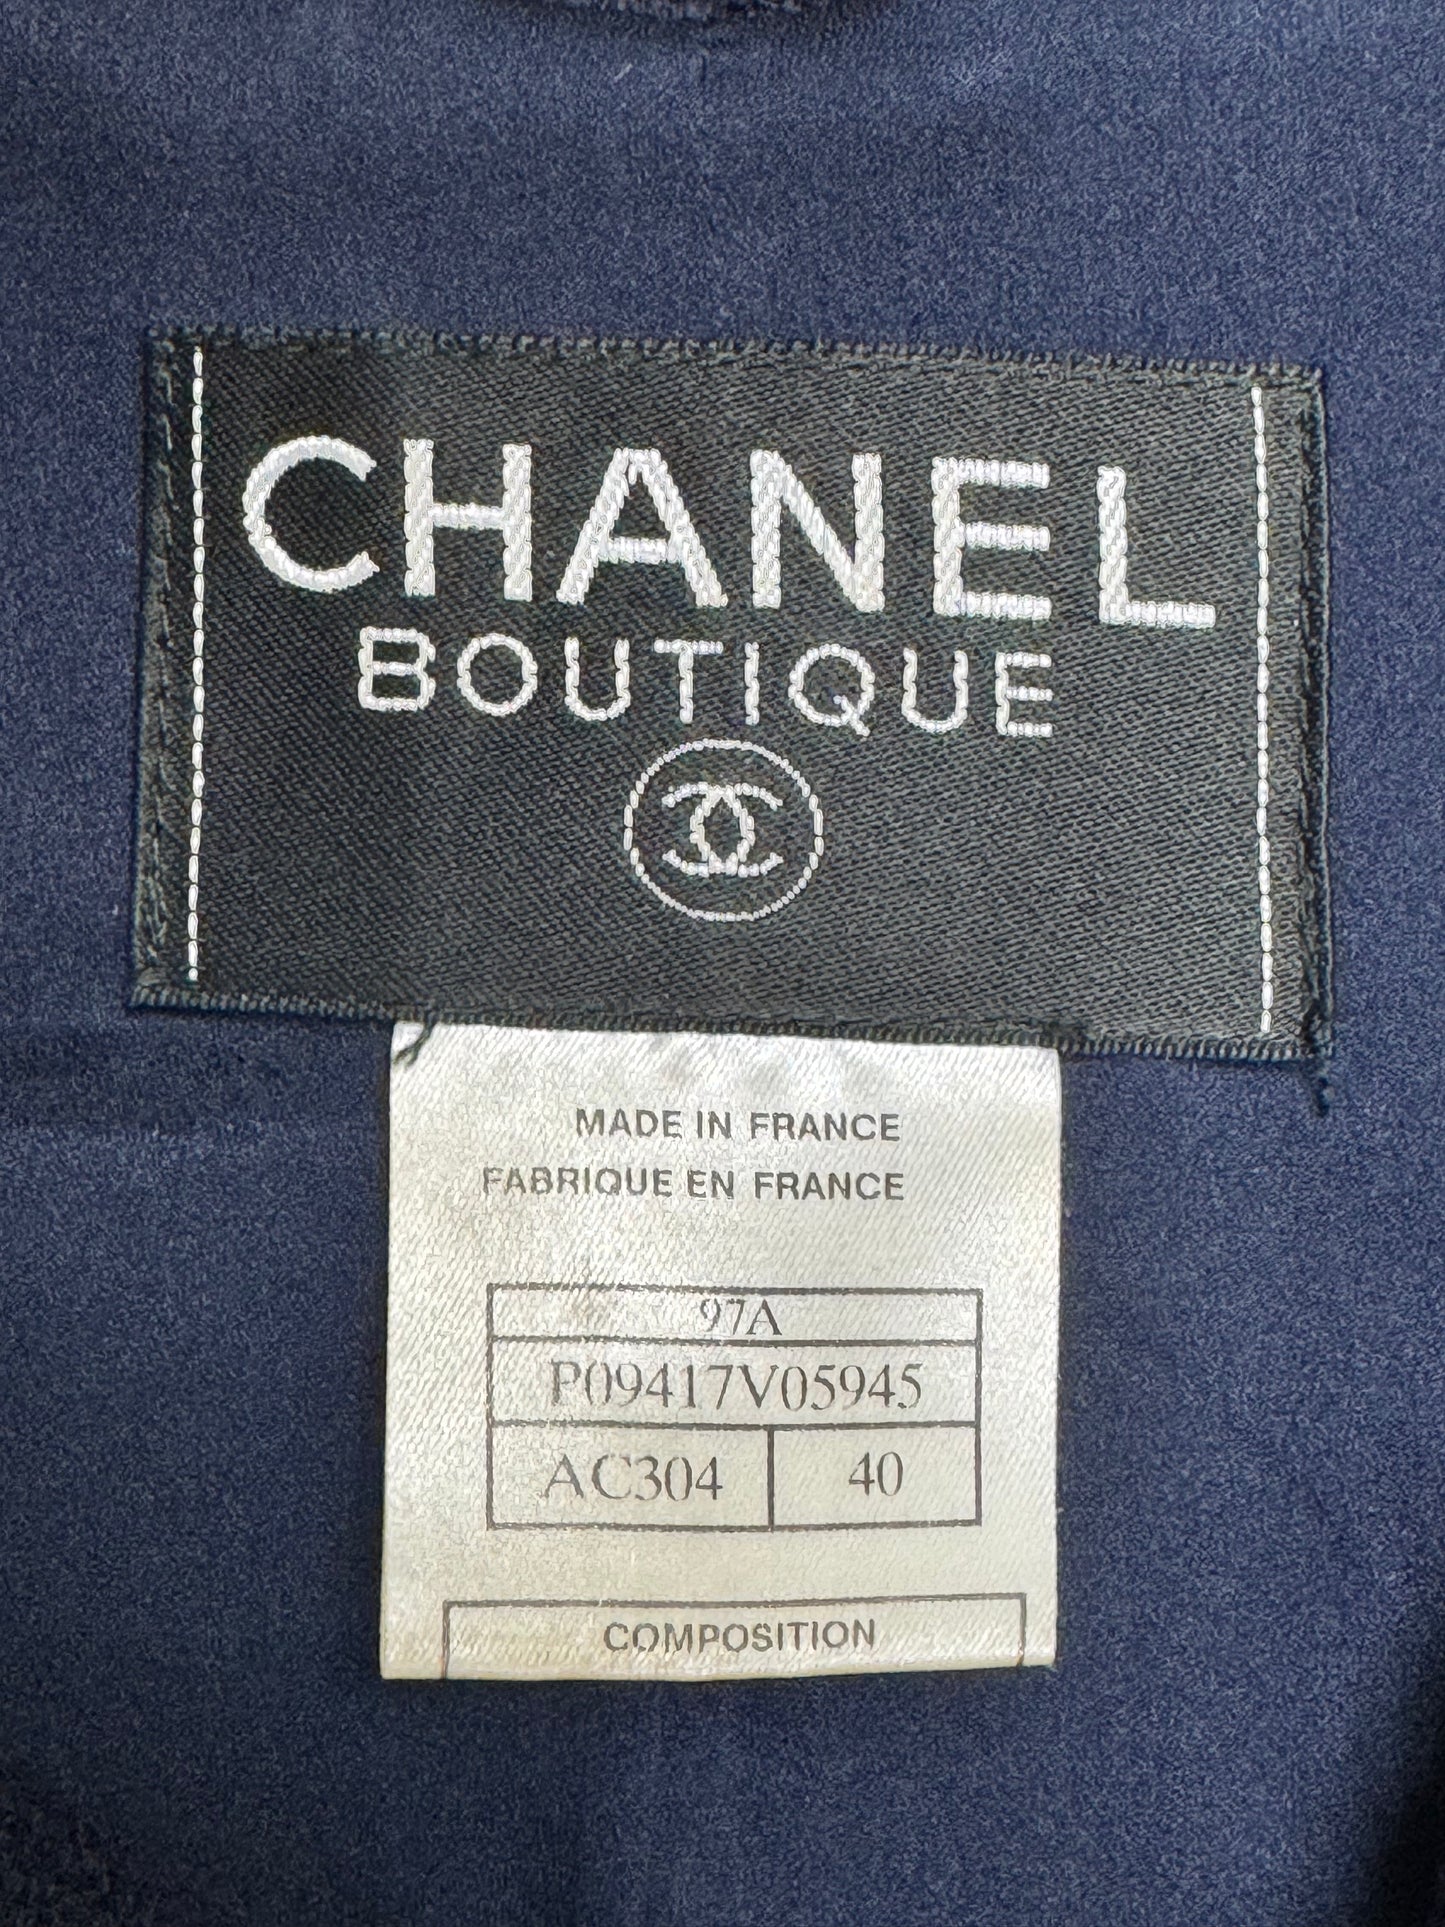 CHANEL
BOUTIQUE
MADE IN FRANCE
FABRIQUE EN FRANCE
97A
P09417V05945
AC304 40
COMPOSITION